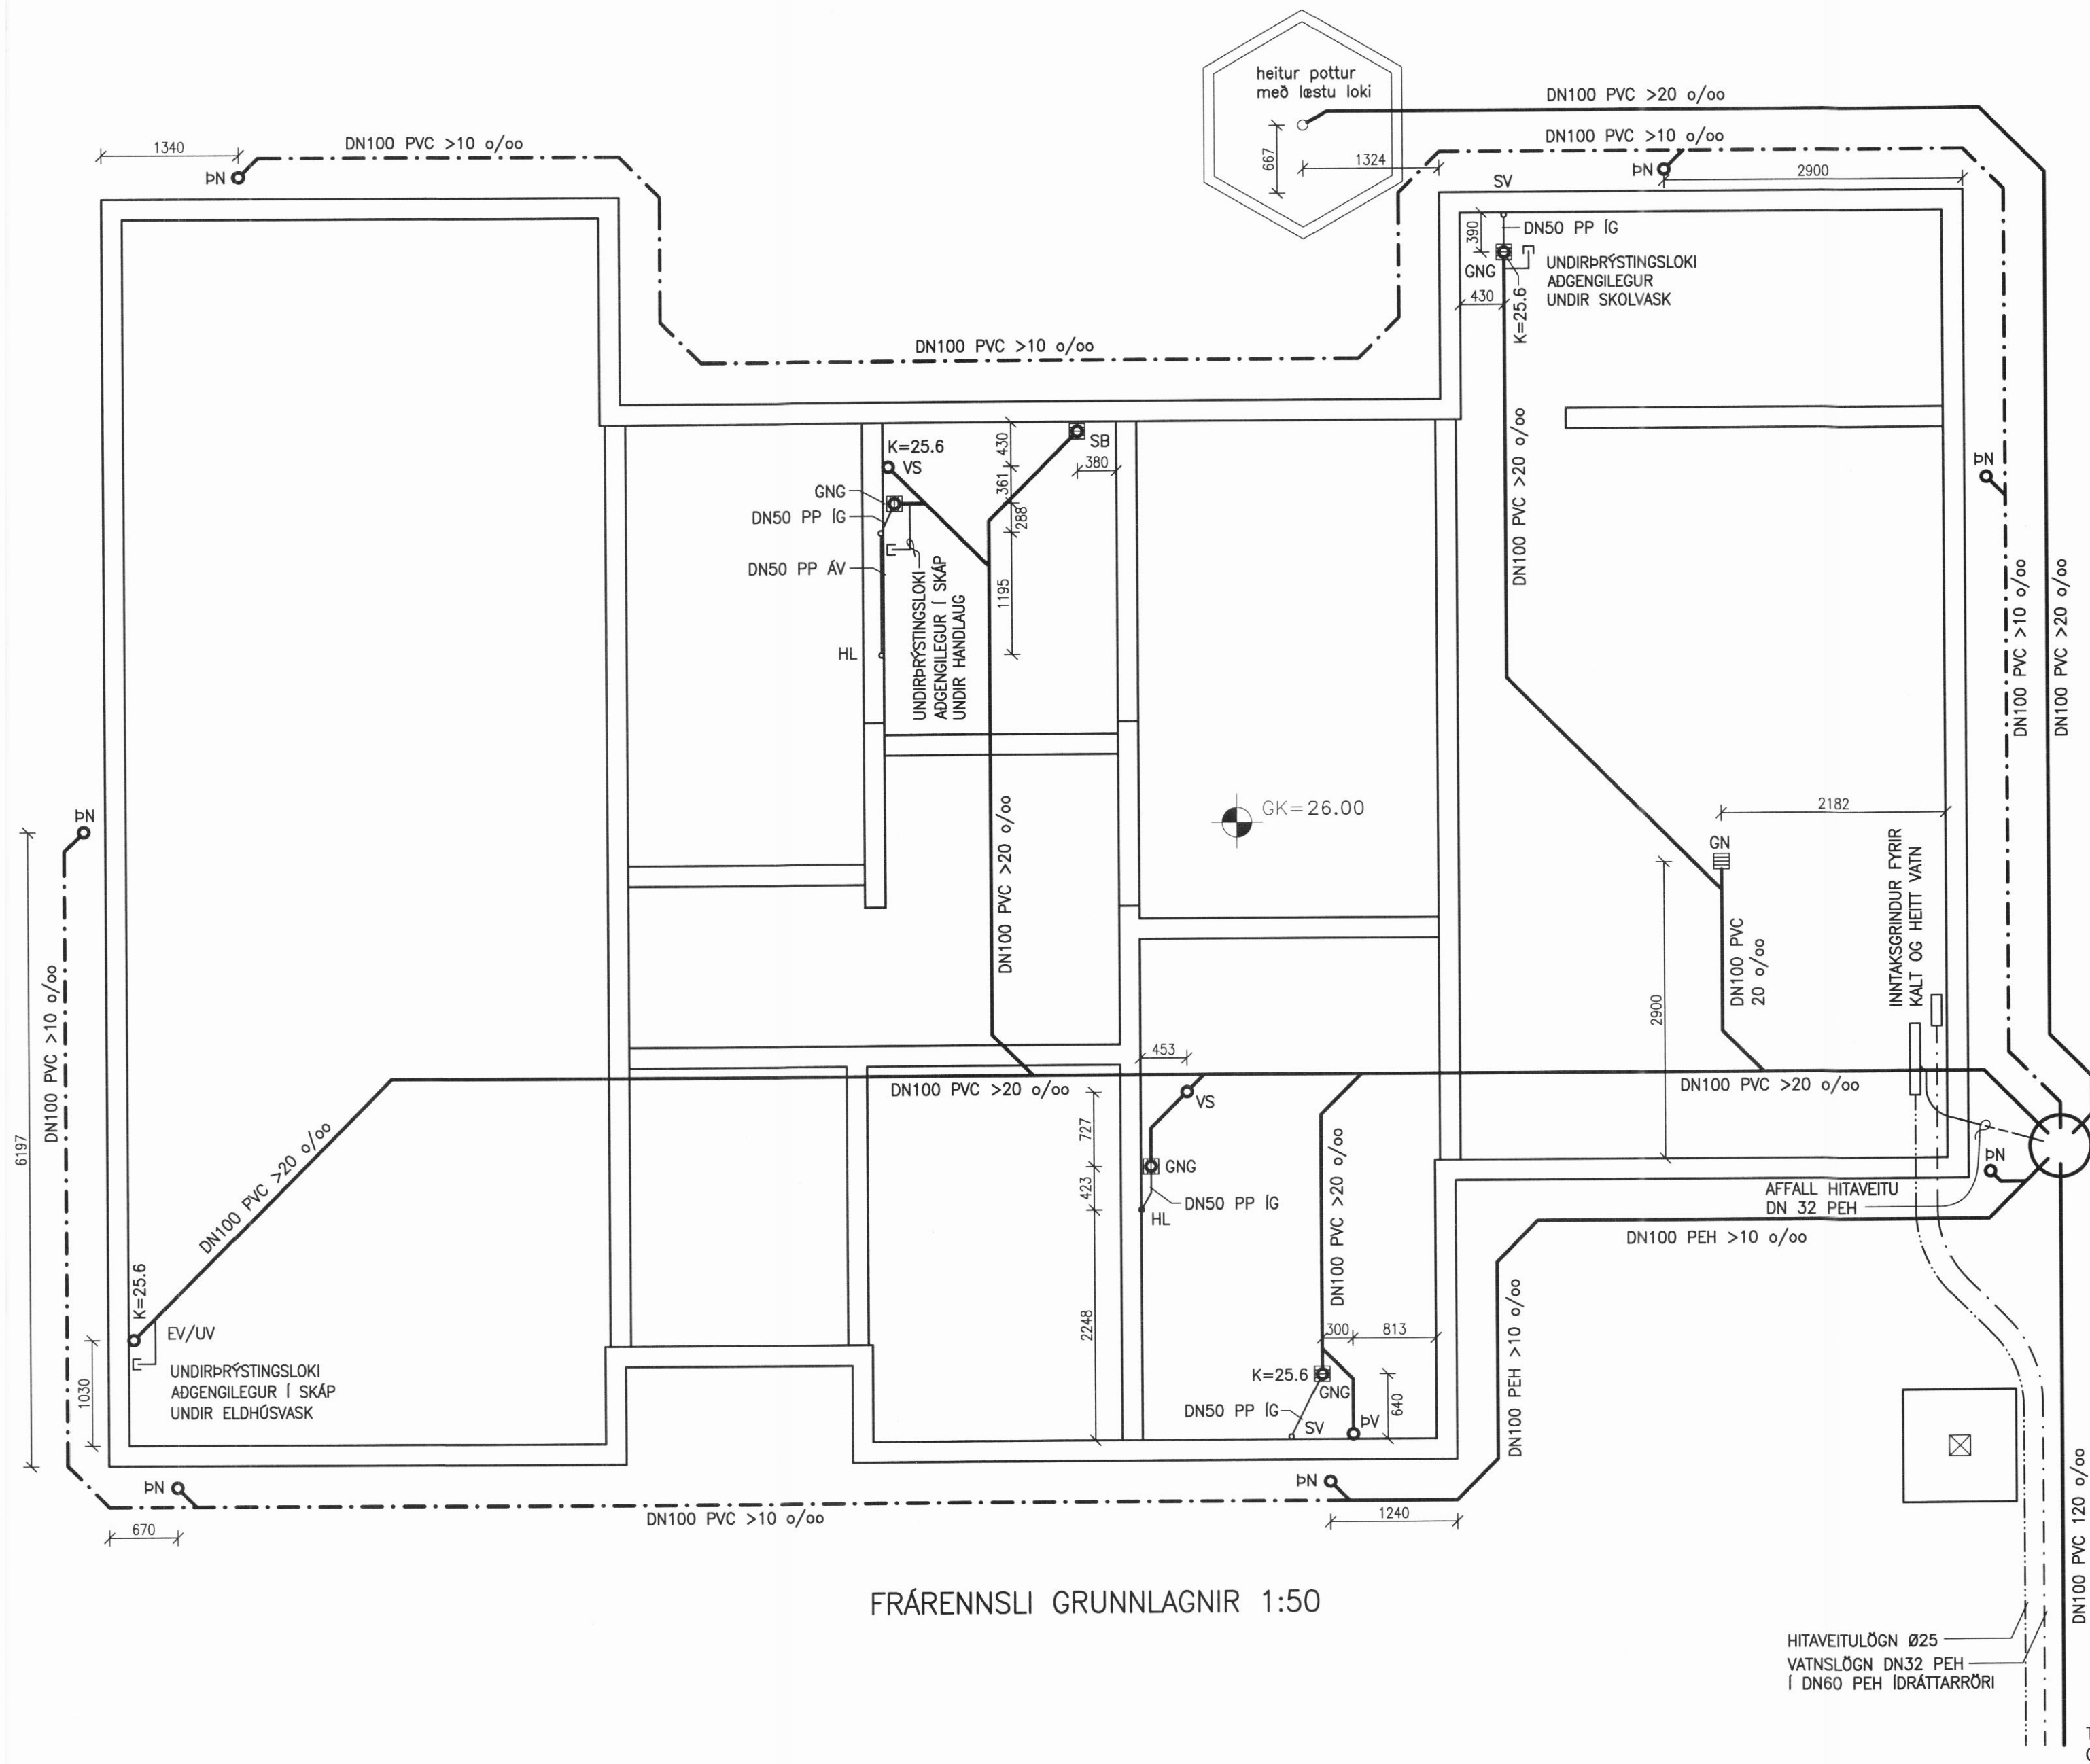 heitur pottur
með læstu loki
DN100 PVC >20 o/oo
DN100 PVC >10 o/oo
1340
DN100 PVC >10 o/oo
ÞN
667
1324
ÞN
2900
SV
390
DN50 PP ÍG
GNG
UNDIRÞRÝSTINGSLOKI
AÐGENGILEGUR
UNDIR SKOLVASK
430
K=25.6
DN100 PVC >10 o/oo
430
K=25.6
VS
SB
380
361
GNG
DN50 PP ÍG
288
DN50 PP ÁV
UNDIRÞRÝSTINGSLOKI
AÐGENGILEGUR Í SKÁP
UNDIR HANDLAUG
1195
HL
DN100 PVC >20 o/oo
ÞN
DN100 PVC >10 o/oo
DN100 PVC >20 o/oo
GK=26.00
2182
GN
ÞN
INNTAKSGRINDUR FYRIR
KALT OG HEITT VATN
DN100 PVC >20 o/oo
DN100 PVC
20 o/oo
2900
6197
DN100 PVC >10 o/oo
453
DN100 PVC >20 o/oo
DN100 PVC >20 o/oo
VS
727
GNG
423
DN50 PP ÍG
HL
DN100 PVC >20 o/oo
ÞN
AFFALL HITAVEITU
DN 32 PEH
DN100 PEH >10 o/oo
DN100 PVC >20 o/oo
K=25.6
EV/UV
UNDIRÞRÝSTINGSLOKI
AÐGENGILEGUR Í SKÁP
UNDIR ELDHÚSVASK
1030
2248
300
813
K=25.6
GNG
640
DN50 PP ÍG
SV
ÞV
DN100 PEH >10 o/oo
ÞN
ÞN
1240
670
DN100 PVC >10 o/oo
DN100 PVC 120 o/oo
FRÁRENNSLI GRUNNLAGNIR 1:50
HITAVEITULÖGN Ø25
VATNSLÖGN DN32 PEH
Í DN60 PEH ÍDRÁTTARRÖRI